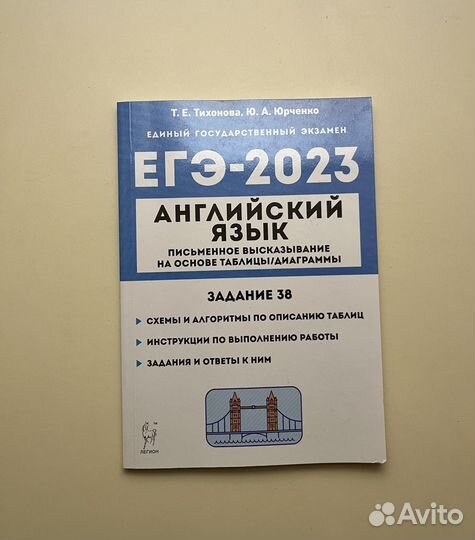 Т. Е. Тихонова, Ю. А. Юрченко
ЕДИНЫЙ ГОСУДАРСТВЕННЫЙ ЭКЗАМЕН
ЕГЭ-2023
АНГЛИЙСКИЙ
ЯЗЫК
ПИСЬМЕННОЕ ВЫСКАЗЫВАНИЕ
НА ОСНОВЕ ТАБЛИЦЫ/ДИАГРАММЫ
ЗАДАНИЕ 38
СХЕМЫ И АЛГОРИТМЫ ПО ОПИСАНИЮ ТАБЛИЦ
ИНСТРУКЦИИ ПО ВЫПОЛНЕНИЮ РАБОТЫ
ЗАДАНИЯ И ОТВЕТЫ К НИМ
ЛЕГИОН
Avito